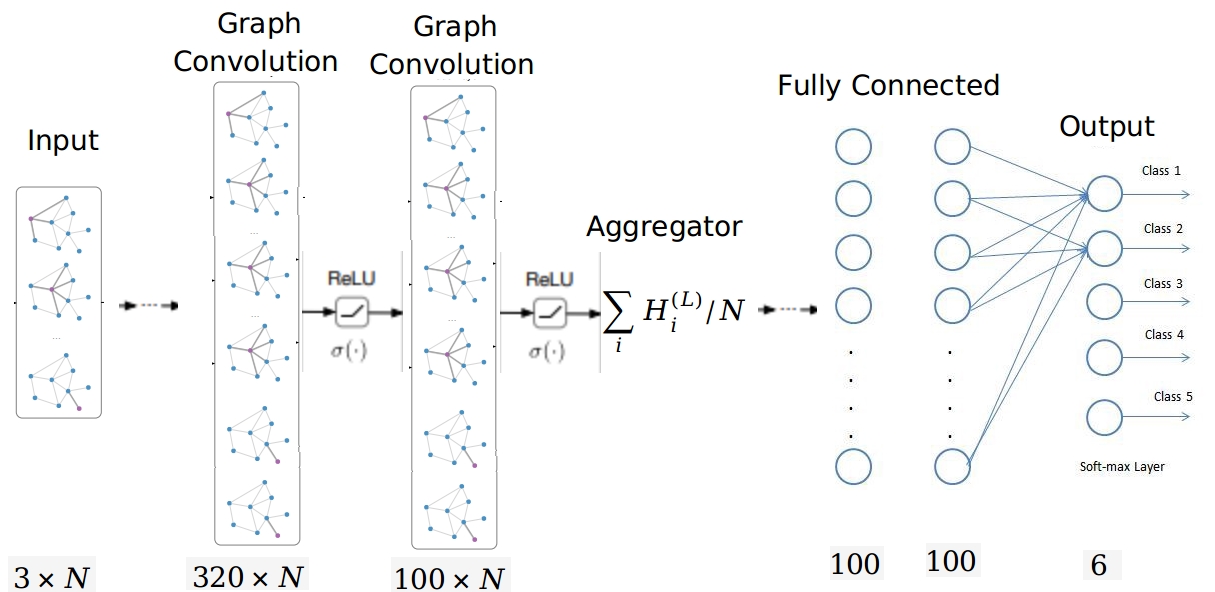 Input
3 × N
Graph
Convolution
...
...
320 × N
ReLU
σ(·)
Graph
Convolution
...
...
100 × N
ReLU
σ(·)
Aggregator
∑ᵢ Hᵢ⁽ᴸ⁾/N
Fully Connected
100
100
Output
Class 1
Class 2
Class 3
Class 4
Class 5
Soft-max Layer
6